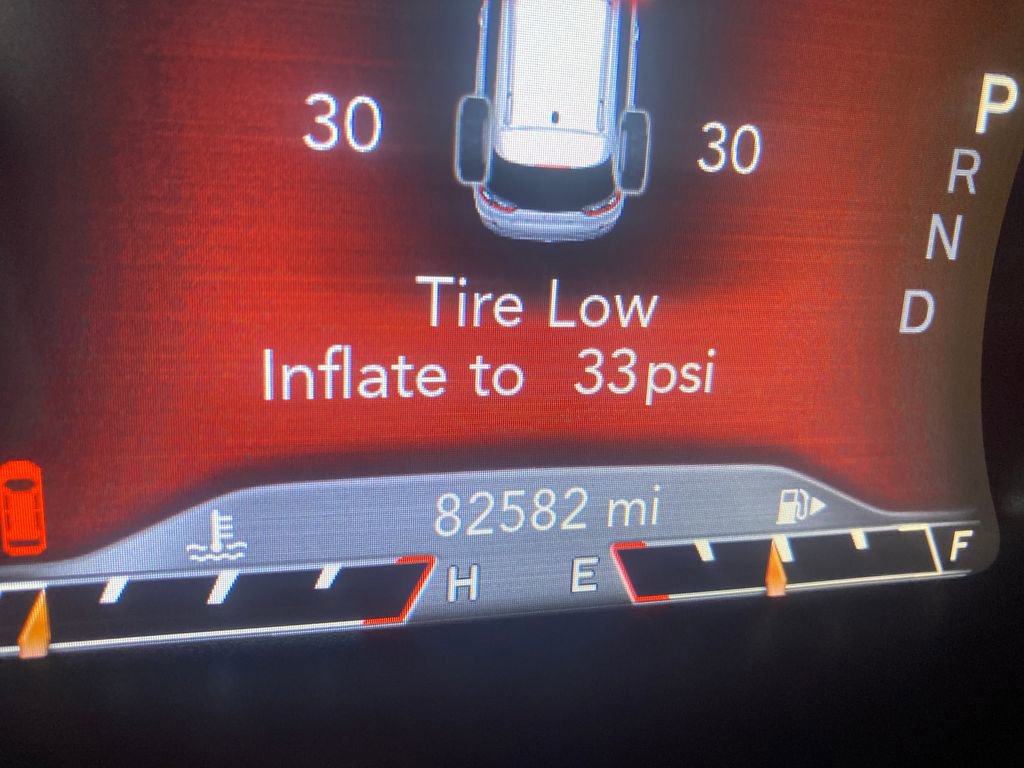 30 30
Tire Low
Inflate to 33psi
82582 mi
H E F
P
R
N
D